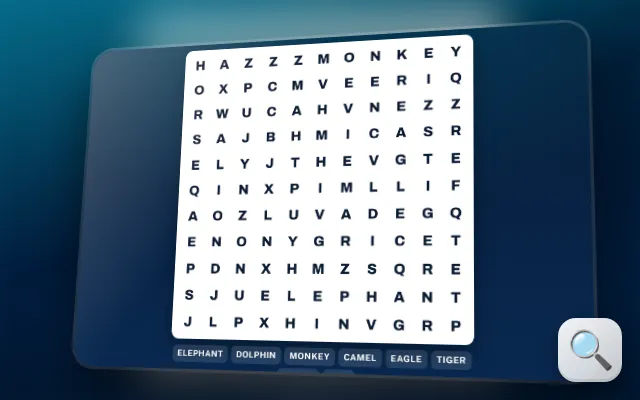 H A Z Z Z M O N K E Y
O X P C M V E E R I Q
R W U C A H V N E Z Z
S A J B H M I C A S R
E L Y J T H E V G T E
Q I N X P I M L L I F
A O Z L U V A D E G Q
E N O N Y G R I C E T
P D N X H M Z S Q R E
S J U E L E P H A N T
J L P X H I N V G R P
ELEPHANT DOLPHIN MONKEY CAMEL EAGLE TIGER